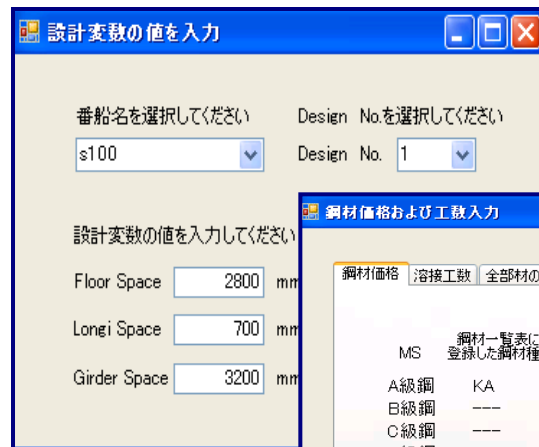 設計変数の値を入力
番船名を選択してください
Design No.を選択してください
s100
Design No. 1
設計変数の値を入力してください
Floor Space 2800 mm
Longi Space 700 mm
Girder Space 3200 mm
鋼材価格および工数入力
鋼材価格 溶接工数 全部材の
鋼材一覧表に
MS 登録した鋼材種
A級鋼 KA
B級鋼 ---
C級鋼 ---